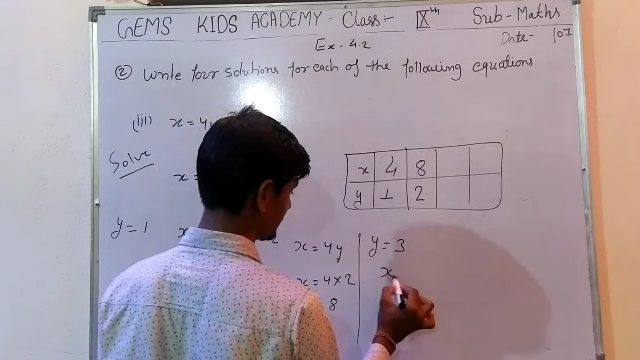 GEMS KIDS ACADEMY - Class:- IX th Sub - Maths
Date- 107
Ex. 4.2
② Write four solutions for each of the following equations
(iii) x = 4y
Solve
x =
x 4 8
y 1 2
y = 1
x = 4y
x = 4 × 2
8
y = 3
x